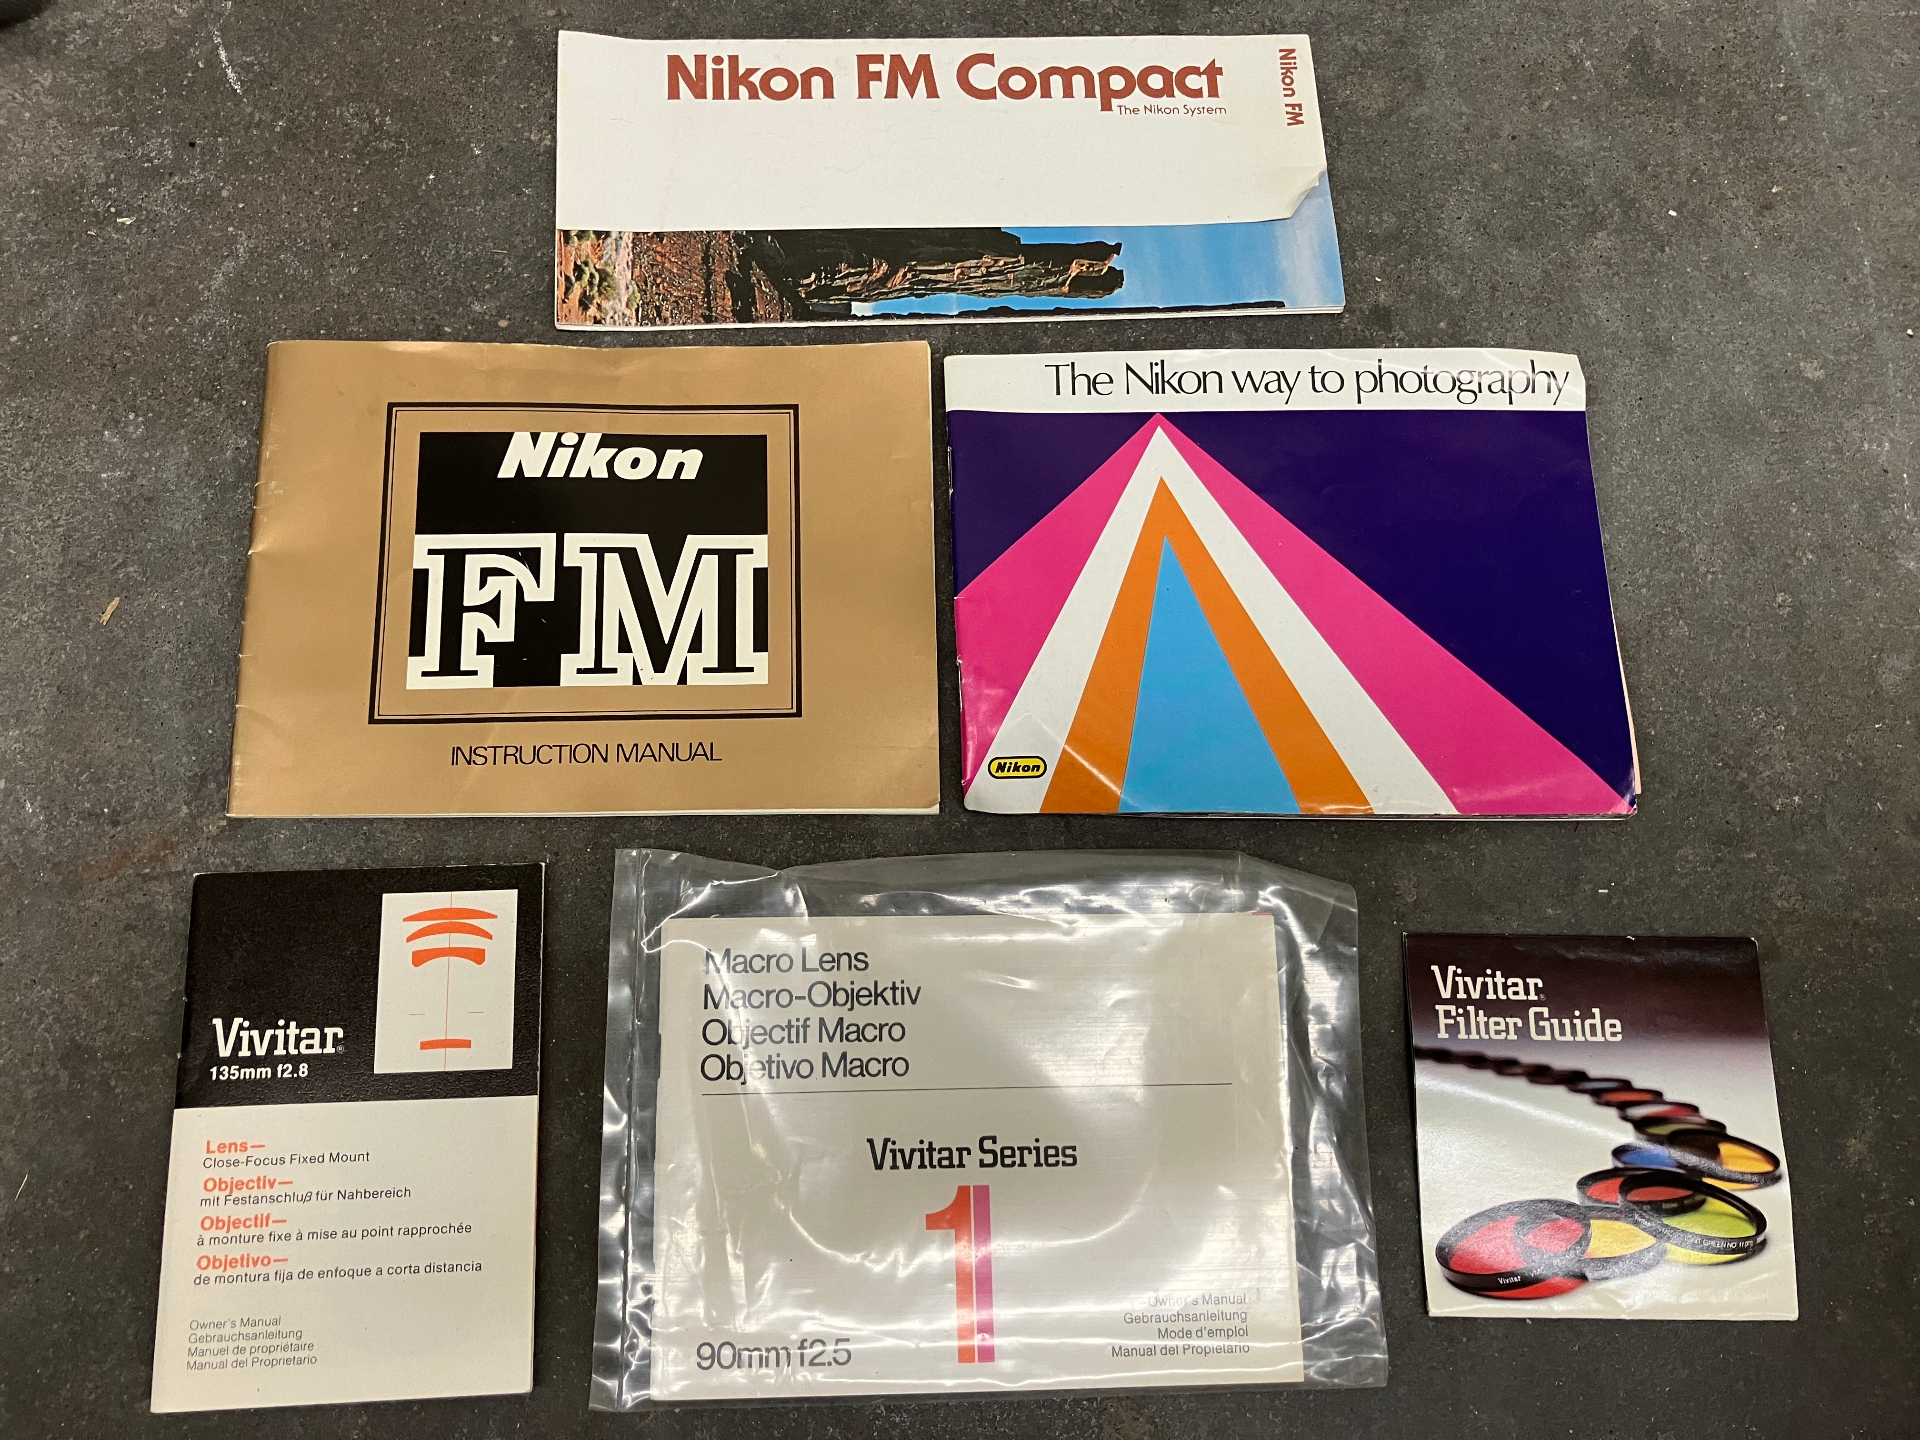 Nikon FM Compact
The Nikon System
Nikon FM
Nikon
FM
INSTRUCTION MANUAL
The Nikon way to photography
Nikon
Vivitar®
135mm f2.8
Lens—
Close-Focus Fixed Mount
Objectiv—
mit Festanschluß für Nahbereich
Objectif—
à monture fixe à mise au point rapprochée
Objetivo—
de montura fija de enfoque a corta distancia
Owner's Manual
Gebrauchsanleitung
Manuel de propriétaire
Manual del Proprietario
Macro Lens
Macro-Objektiv
Objectif Macro
Objetivo Macro
Vivitar Series
1
90mm f2.5
Owner's Manual
Gebrauchsanleitung
Mode d'emploi
Manual del Propietario
Vivitar®
Filter Guide
Vivitar
GREEN NO 11